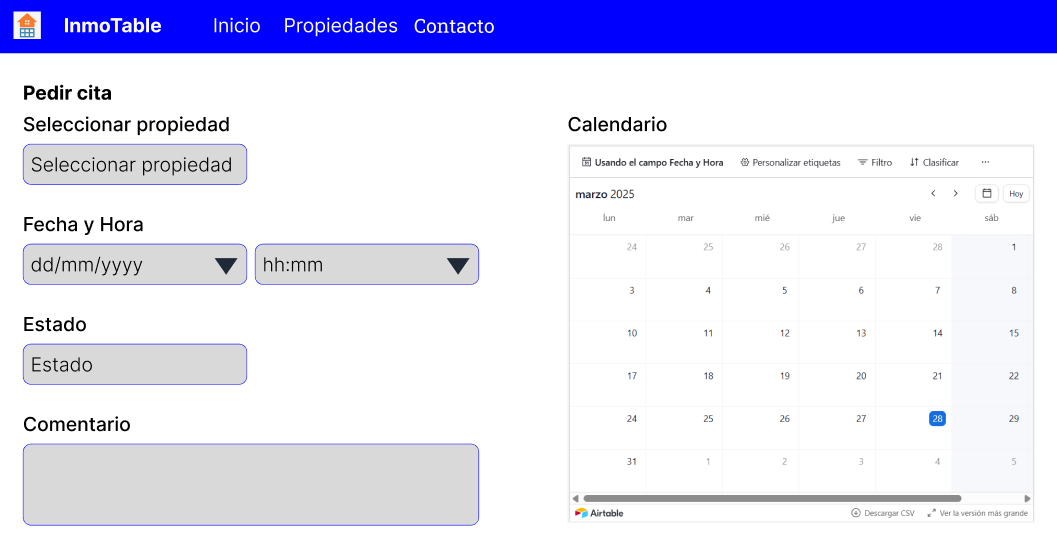 InmoTable Inicio Propiedades Contacto
Pedir cita
Seleccionar propiedad
Seleccionar propiedad
Fecha y Hora
dd/mm/yyyy hh:mm
Estado
Estado
Comentario
Calendario
Usando el campo Fecha y Hora Personalizar etiquetas Filtro Clasificar ...
marzo 2025 Hoy
lun mar mié jue vie sáb
24 25 26 27 28 1
3 4 5 6 7 8
10 11 12 13 14 15
17 18 19 20 21 22
24 25 26 27 28 29
31 1 2 3 4 5
Airtable Descargar CSV Ver la versión más grande